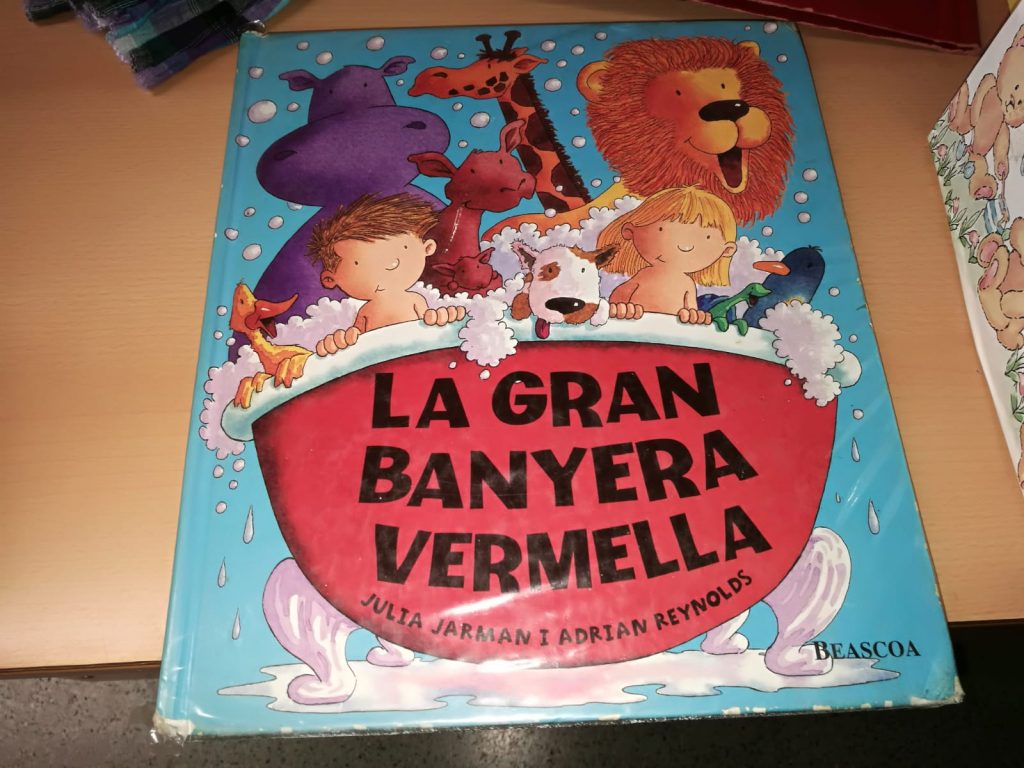 LA GRAN
BANYERA
VERMELLA
JULIA JARMAN I ADRIAN REYNOLDS
BEASCOA